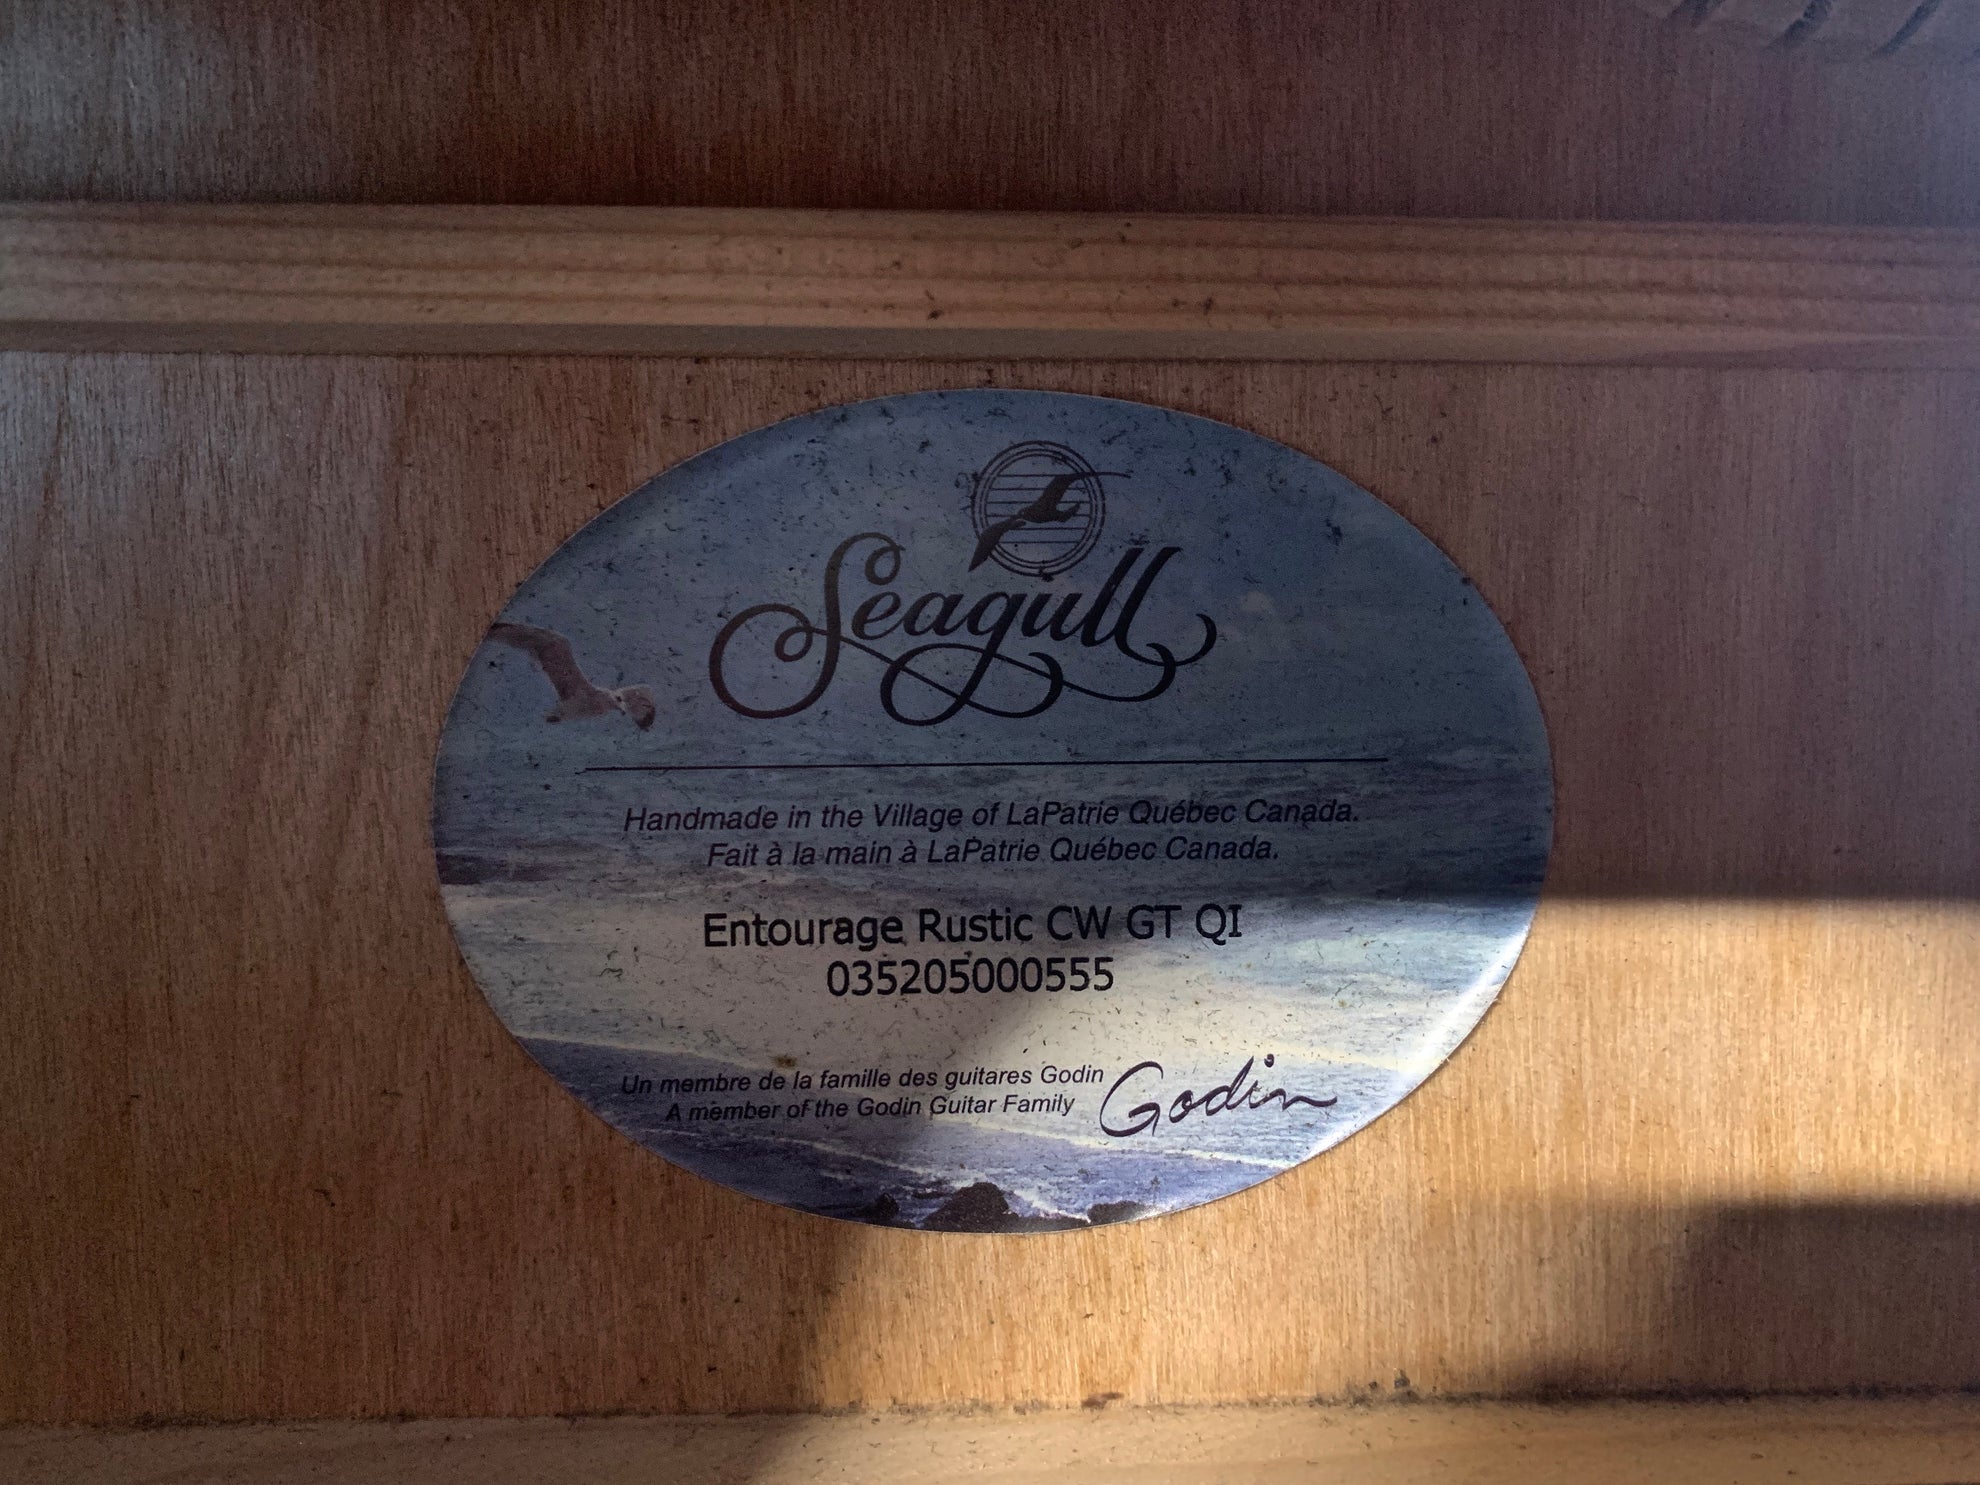 Seagull
Handmade in the Village of LaPatrie Québec Canada.
Fait à la main à LaPatrie Québec Canada.
Entourage Rustic CW GT QI
035205000555
Un membre de la famille des guitares Godin
A member of the Godin Guitar Family
Godin